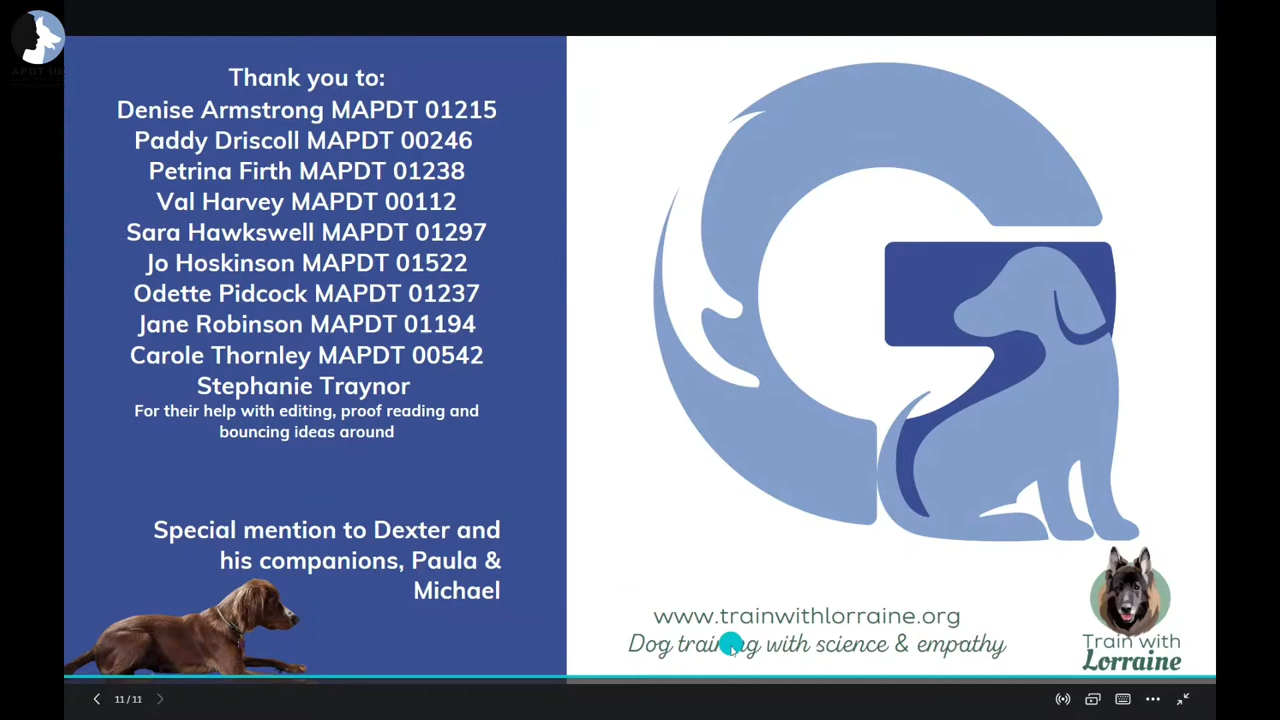 APDT UK
Thank you to:
Denise Armstrong MAPDT 01215
Paddy Driscoll MAPDT 00246
Petrina Firth MAPDT 01238
Val Harvey MAPDT 00112
Sara Hawkswell MAPDT 01297
Jo Hoskinson MAPDT 01522
Odette Pidcock MAPDT 01237
Jane Robinson MAPDT 01194
Carole Thornley MAPDT 00542
Stephanie Traynor
For their help with editing, proof reading and
bouncing ideas around
Special mention to Dexter and
his companions, Paula &
Michael
www.trainwithlorraine.org
Dog training with science & empathy
Train with
Lorraine
11 / 11